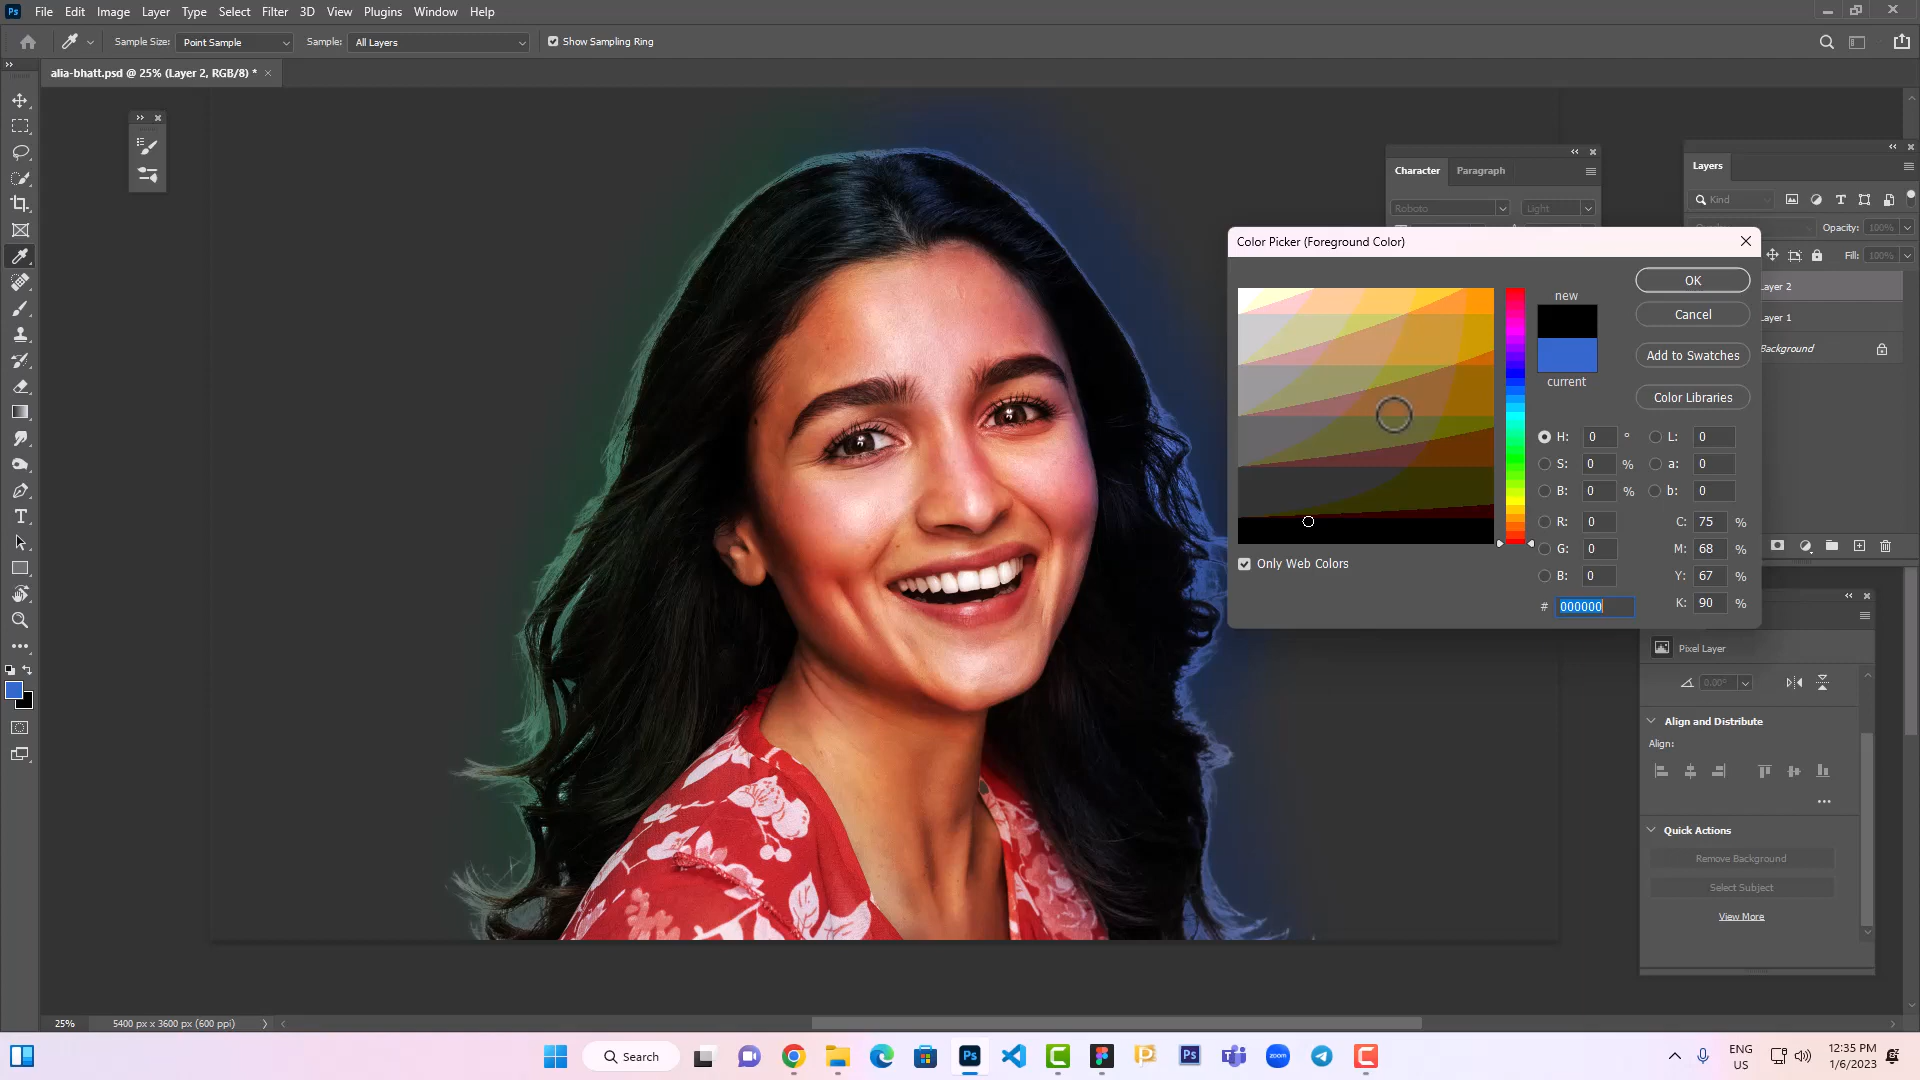 Ps File Edit Image Layer Type Select Filter 3D View Plugins Window Help
Sample Size: Point Sample Sample: All Layers Show Sampling Ring
alia-bhatt.psd @ 25% (Layer 2, RGB/8) *
Character Paragraph
Roboto Light
Layers
Kind
Opacity: 100%
Fill: 100%
Layer 2
Layer 1
Background
Color Picker (Foreground Color)
new
current
OK
Cancel
Add to Swatches
Color Libraries
H: 0 ° L: 0
S: 0 % a: 0
B: 0 % b: 0
R: 0 C: 75 %
G: 0 M: 68 %
B: 0 Y: 67 %
# 000000 K: 90 %
Only Web Colors
Pixel Layer
0.00°
Align and Distribute
Align:
Quick Actions
Remove Background
Select Subject
View More
25% 5400 px x 3600 px (600 ppi)
Search
Ps
Ps
zoom
ENG
US
12:35 PM
1/6/2023